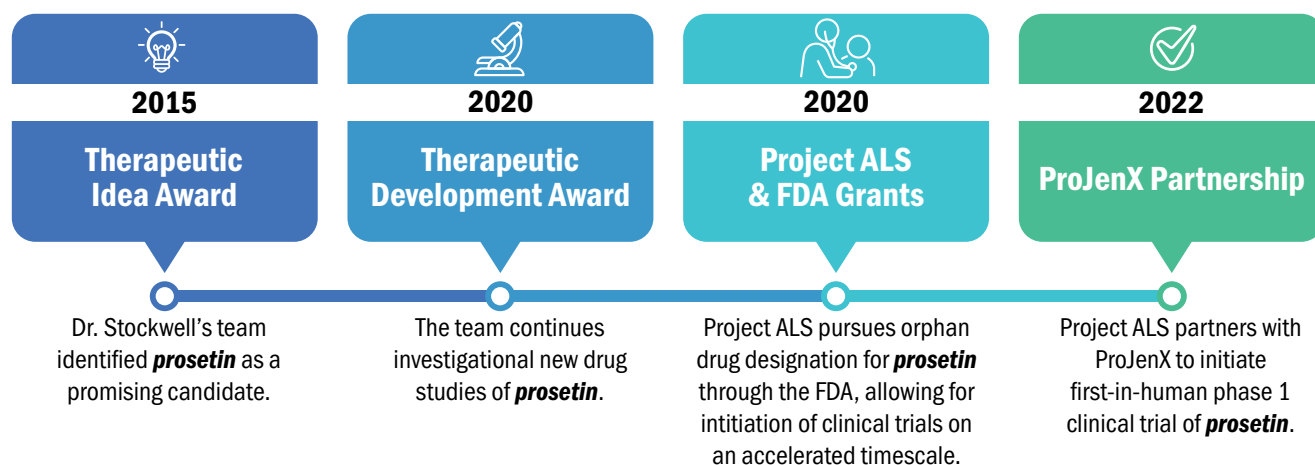 2015
Therapeutic
Idea Award
Dr. Stockwell's team
identified prosetin as a
promising candidate.
2020
Therapeutic
Development Award
The team continues
investigational new drug
studies of prosetin.
2020
Project ALS
& FDA Grants
Project ALS pursues orphan
drug designation for prosetin
through the FDA, allowing for
intitiation of clinical trials on
an accelerated timescale.
2022
ProJenX Partnership
Project ALS partners with
ProJenX to initiate
first-in-human phase 1
clinical trial of prosetin.